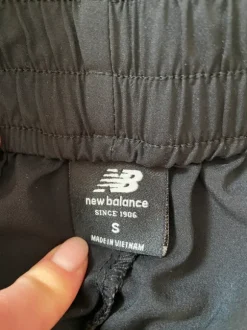 NB
new balance
SINCE 1906
S
MADE IN VIETNAM